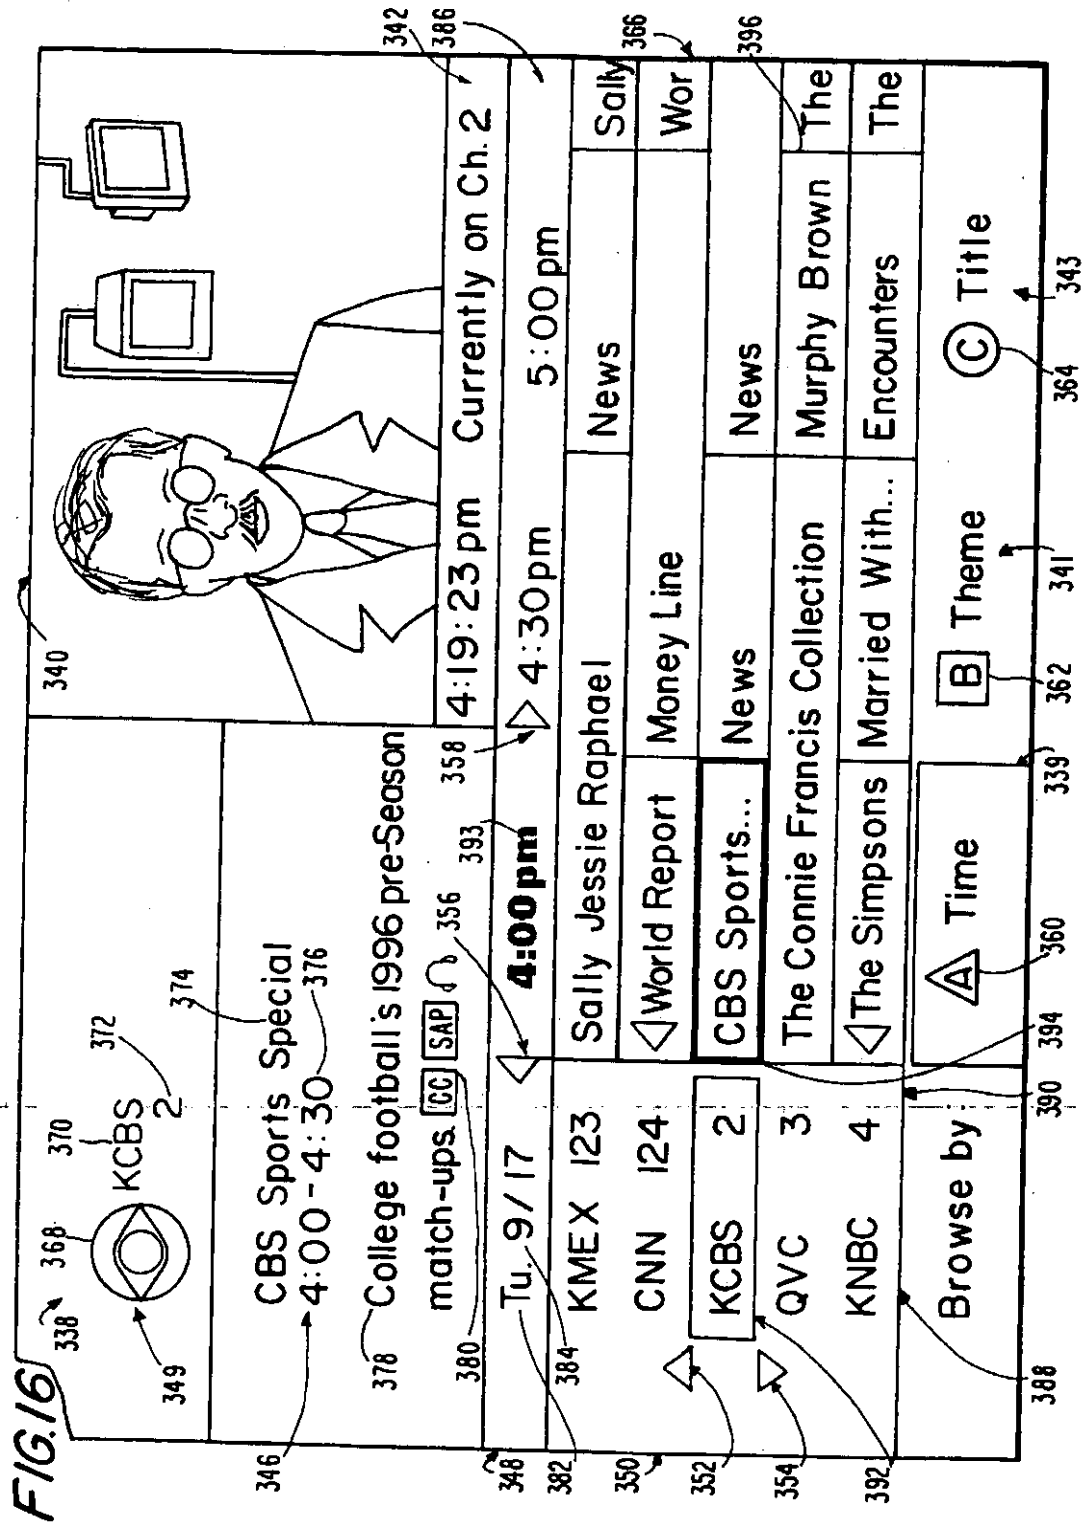 FIG.16
338
368
370
372
349
KCBS
2
340
346
374
CBS Sports Special
4:00-4:30
376
378
College football's 1996 pre-Season
match-ups. CC SAP
380
358
393
356
4:19:23 pm Currently on Ch. 2
342
386
348
382
384
Tu. 9/17 4:00pm 4:30pm 5:00pm
350
KMEX 123 Sally Jessie Raphael News Sally
366
CNN 124 World Report Money Line Wor
352
KCBS 2 CBS Sports... News News
396
354
QVC 3 The Connie Francis Collection Murphy Brown The
392
KNBC 4 The Simpsons Married With... Encounters The
Browse by: A Time B Theme C Title
388
390
394
360
339
362
341
364
343